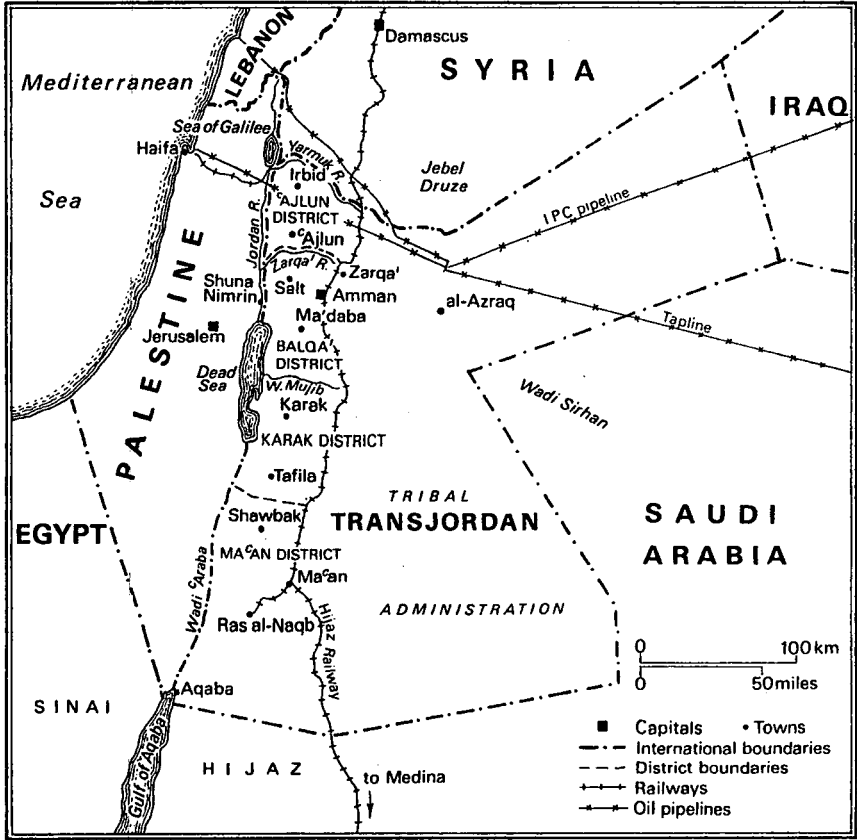 LEBANON
Damascus
SYRIA
Mediterranean
Sea
IRAQ
Sea of Galilee
Haifa
Yarmuk R.
Jebel
Druze
Irbid
ᶜAJLUN
DISTRICT
IPC pipeline
Jordan R.
ᶜAjlun
Zarqa' R.
Zarqa'
Shuna
Nimrin
Salt
Amman
al-Azraq
Ma'daba
Tapline
Jerusalem
PALESTINE
BALQA'
DISTRICT
Dead
Sea
W. Mujib
Wadi Sirhan
Karak
KARAK DISTRICT
Tafila
TRIBAL
TRANSJORDAN
SAUDI
ARABIA
Shawbak
EGYPT
MAᶜAN DISTRICT
Maᶜan
Wadi ᶜAraba
ADMINISTRATION
Ras al-Naqb
Hijaz Railway
0 100 km
0 50 miles
Aqaba
SINAI
Gulf of Aqaba
HIJAZ
to Medina
Capitals
Towns
International boundaries
District boundaries
Railways
Oil pipelines